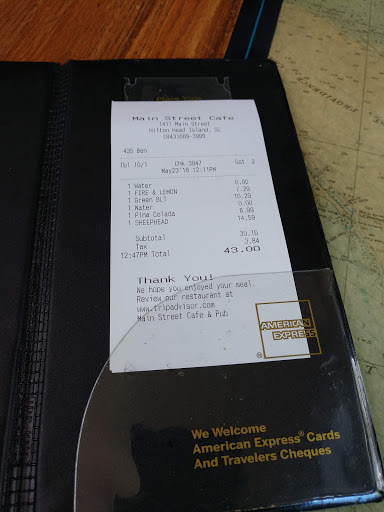 Main Street Cafe
1411 Main Street
Hilton Head Island, SC
(843)689-3999
435 Ben
Tbl 10/1 Chk 3947 Gst 2
May23'16 12:11PM
1 Water 0.00
1 FIRE & LEMON 7.29
1 Green BLT 10.29
1 Water 0.00
1 Pina Colada 6.99
1 SHEEPHEAD 14.59
Subtotal
Tax 3.84
12:47PM Total 43.00
Thank You!
We hope you enjoyed your meal.
Review our restaurant at
www.tripadvisor.com
Main Street Cafe & Pub
AMERICAN
EXPRESS
®
We Welcome
American Express® Cards
And Travelers Cheques